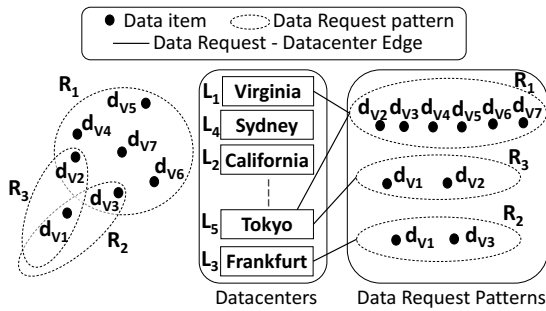 Data item Data Request pattern
Data Request - Datacenter Edge
R1
dV5
dV4
dV7
dV2
dV6
R3
dV3
dV1
R2
L1 Virginia
L4 Sydney
L2 California
L5 Tokyo
L3 Frankfurt
Datacenters
R1
dV2 dV3 dV4 dV5 dV6 dV7
R3
dV1 dV2
R2
dV1 dV3
Data Request Patterns